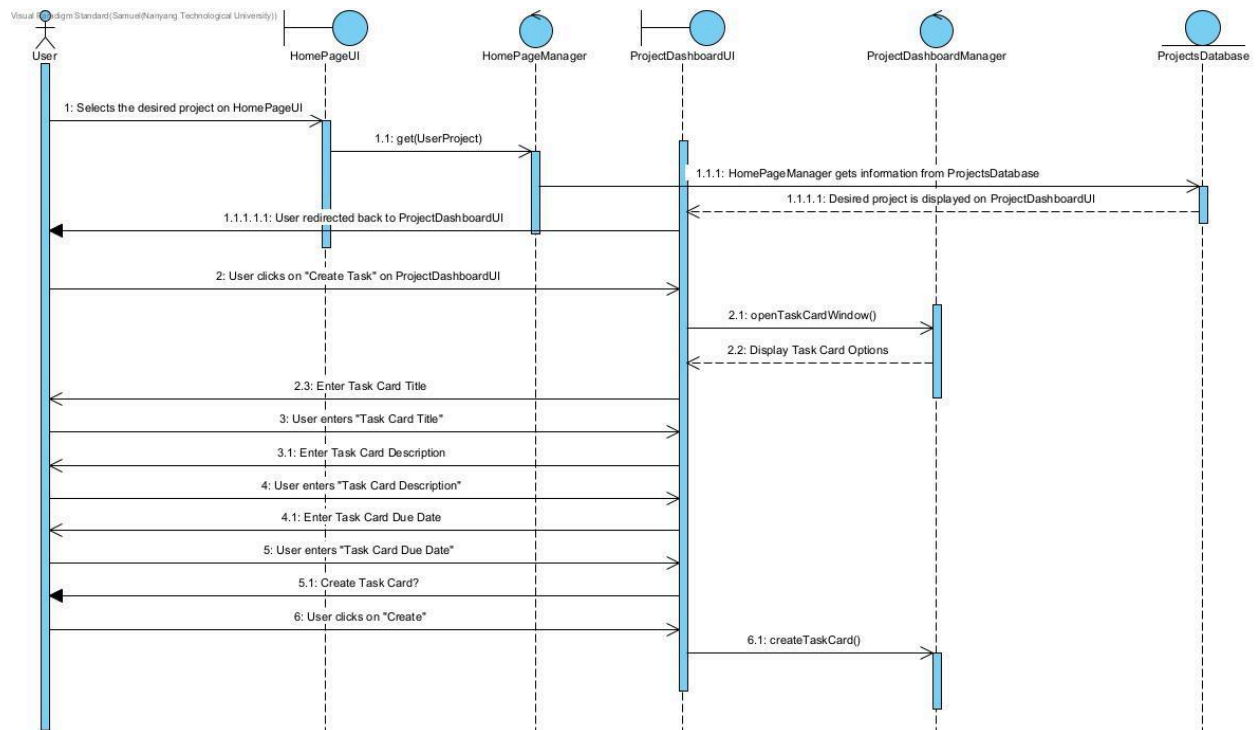 Visual Paradigm Standard(Samuel(Nanyang Technological University))
User
HomePageUI
HomePageManager
ProjectDashboardUI
ProjectDashboardManager
ProjectsDatabase
1: Selects the desired project on HomePageUI
1.1: get(UserProject)
1.1.1: HomePageManager gets information from ProjectsDatabase
1.1.1.1: Desired project is displayed on ProjectDashboardUI
1.1.1.1.1: User redirected back to ProjectDashboardUI
2: User clicks on "Create Task" on ProjectDashboardUI
2.1: openTaskCardWindow()
2.2: Display Task Card Options
2.3: Enter Task Card Title
3: User enters "Task Card Title"
3.1: Enter Task Card Description
4: User enters "Task Card Description"
4.1: Enter Task Card Due Date
5: User enters "Task Card Due Date"
5.1: Create Task Card?
6: User clicks on "Create"
6.1: createTaskCard()